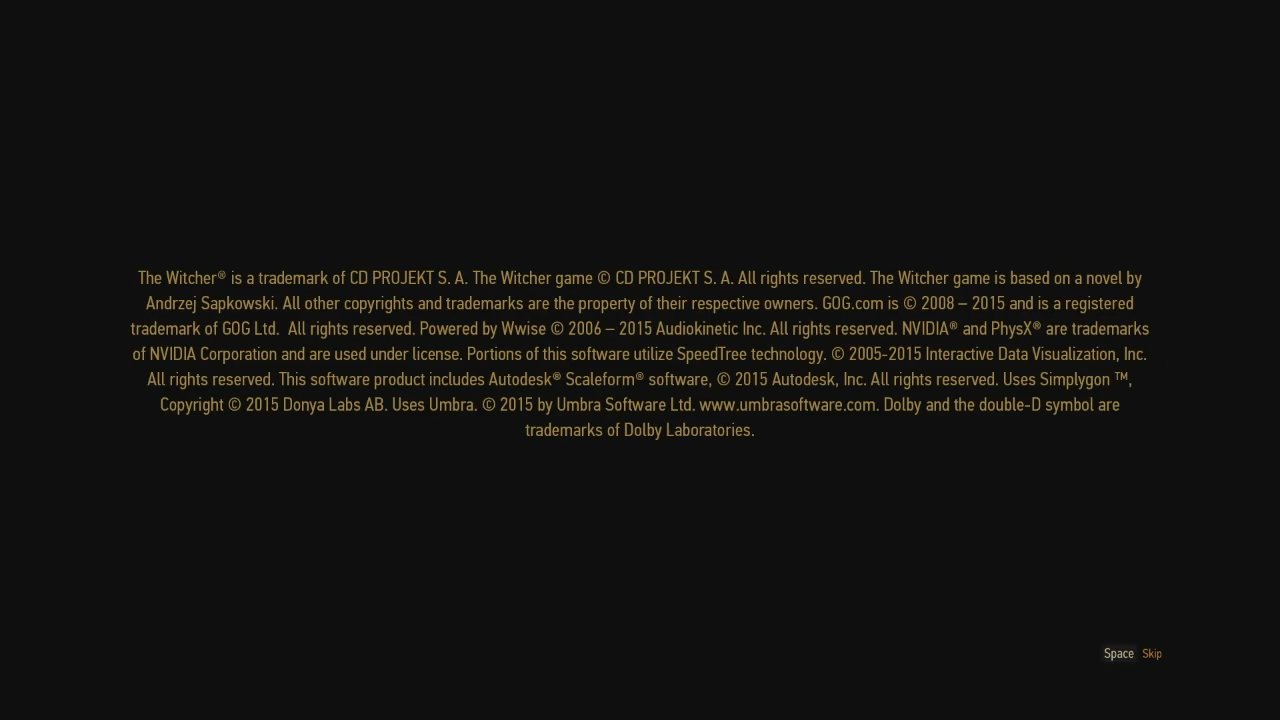 The Witcher® is a trademark of CD PROJEKT S. A. The Witcher game © CD PROJEKT S. A. All rights reserved. The Witcher game is based on a novel by
Andrzej Sapkowski. All other copyrights and trademarks are the property of their respective owners. GOG.com is © 2008 – 2015 and is a registered
trademark of GOG Ltd.  All rights reserved. Powered by Wwise © 2006 – 2015 Audiokinetic Inc. All rights reserved. NVIDIA® and PhysX® are trademarks
of NVIDIA Corporation and are used under license. Portions of this software utilize SpeedTree technology. © 2005-2015 Interactive Data Visualization, Inc.
All rights reserved. This software product includes Autodesk® Scaleform® software, © 2015 Autodesk, Inc. All rights reserved. Uses Simplygon ™,
Copyright © 2015 Donya Labs AB. Uses Umbra. © 2015 by Umbra Software Ltd. www.umbrasoftware.com. Dolby and the double-D symbol are
trademarks of Dolby Laboratories.
Space Skip